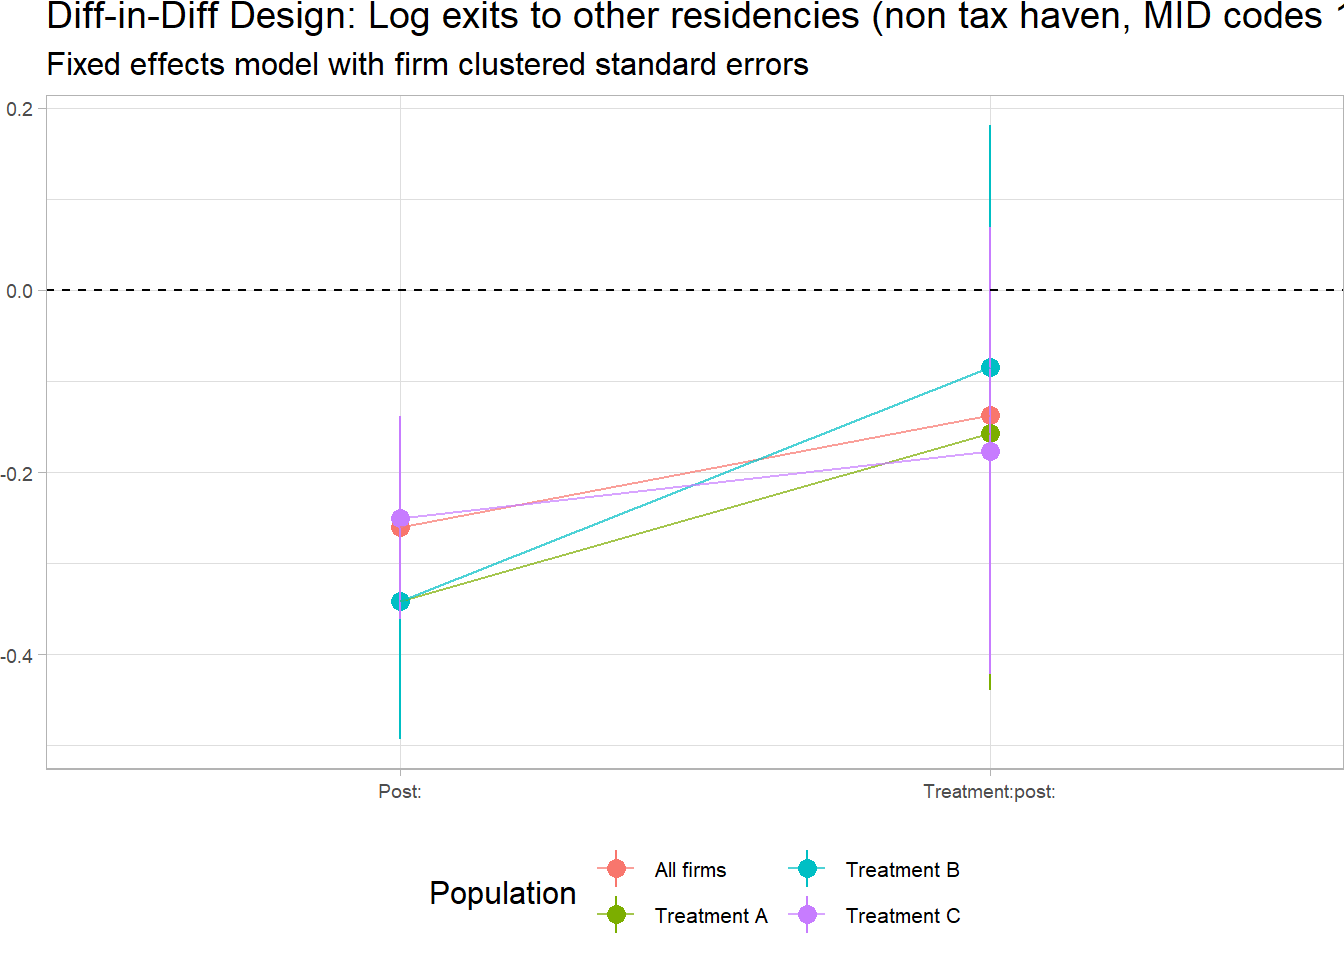 Diff-in-Diff Design: Log exits to other residencies (non tax haven, MID codes 1
Fixed effects model with firm clustered standard errors
0.2
0.0
-0.2
-0.4
Post:
Treatment:post:
Population
All firms
Treatment B
Treatment A
Treatment C